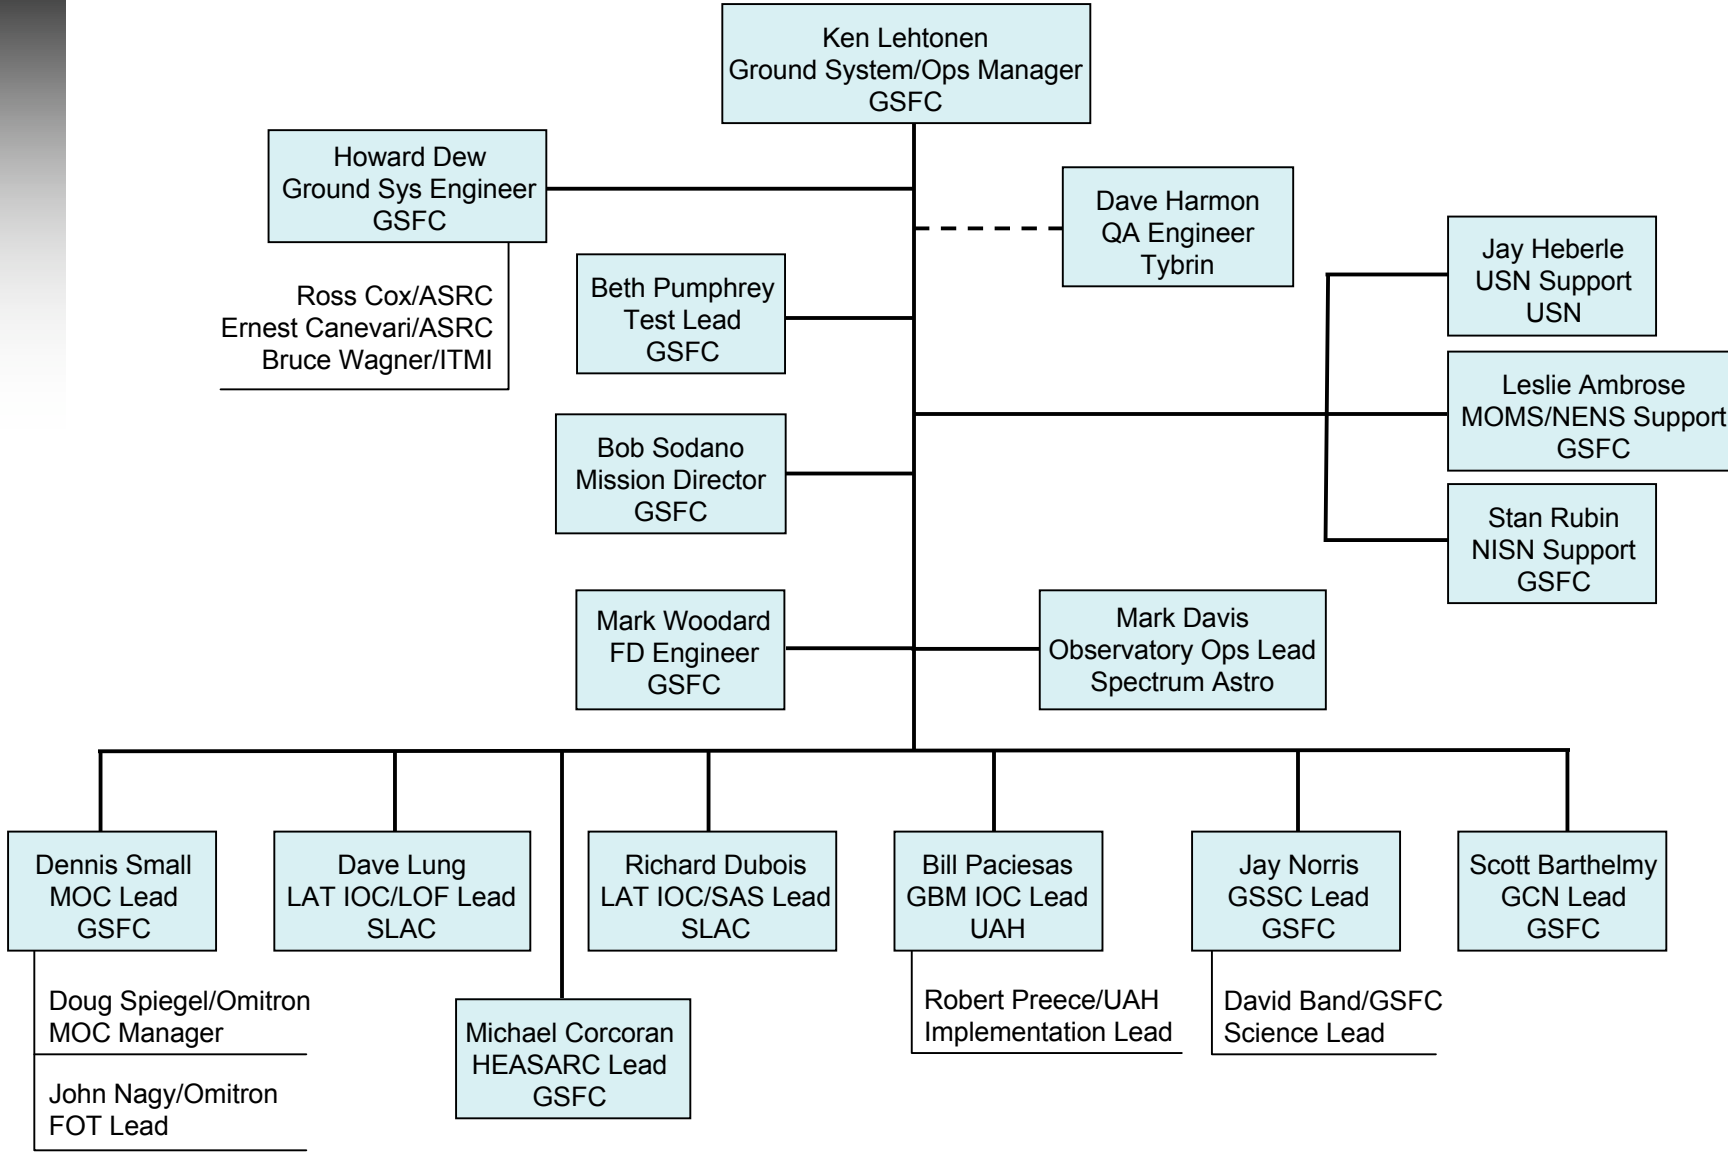 Ken Lehtonen
Ground System/Ops Manager
GSFC
Howard Dew
Ground Sys Engineer
GSFC
Ross Cox/ASRC
Ernest Canevari/ASRC
Bruce Wagner/ITMI
Dave Harmon
QA Engineer
Tybrin
Beth Pumphrey
Test Lead
GSFC
Jay Heberle
USN Support
USN
Leslie Ambrose
MOMS/NENS Support
GSFC
Bob Sodano
Mission Director
GSFC
Stan Rubin
NISN Support
GSFC
Mark Woodard
FD Engineer
GSFC
Mark Davis
Observatory Ops Lead
Spectrum Astro
Dennis Small
MOC Lead
GSFC
Doug Spiegel/Omitron
MOC Manager
John Nagy/Omitron
FOT Lead
Dave Lung
LAT IOC/LOF Lead
SLAC
Michael Corcoran
HEASARC Lead
GSFC
Richard Dubois
LAT IOC/SAS Lead
SLAC
Bill Paciesas
GBM IOC Lead
UAH
Robert Preece/UAH
Implementation Lead
Jay Norris
GSSC Lead
GSFC
David Band/GSFC
Science Lead
Scott Barthelmy
GCN Lead
GSFC